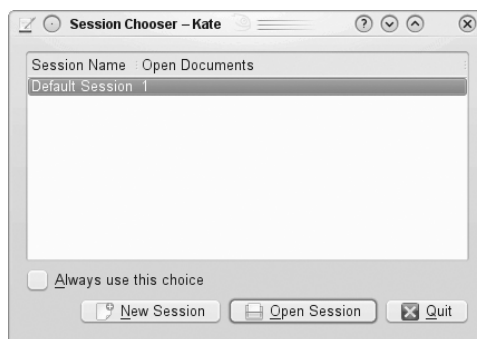 Session Chooser – Kate
Session Name Open Documents
Default Session 1
Always use this choice
New Session Open Session Quit